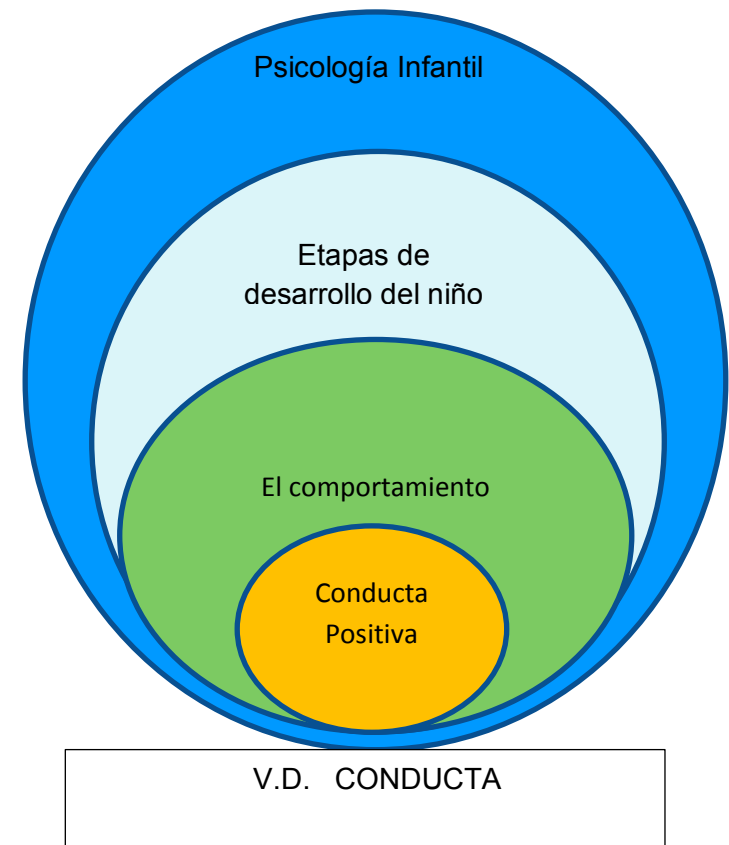 Psicología Infantil
Etapas de
desarrollo del niño
El comportamiento
Conducta
Positiva
V.D. CONDUCTA